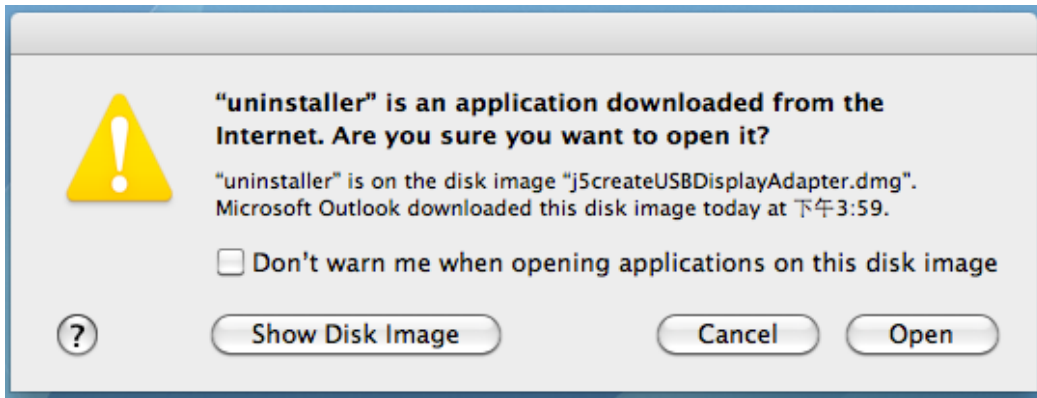 “uninstaller” is an application downloaded from the
Internet. Are you sure you want to open it?
“uninstaller” is on the disk image “j5createUSBDisplayAdapter.dmg”.
Microsoft Outlook downloaded this disk image today at 下午3:59.
Don’t warn me when opening applications on this disk image
?
Show Disk Image
Cancel
Open